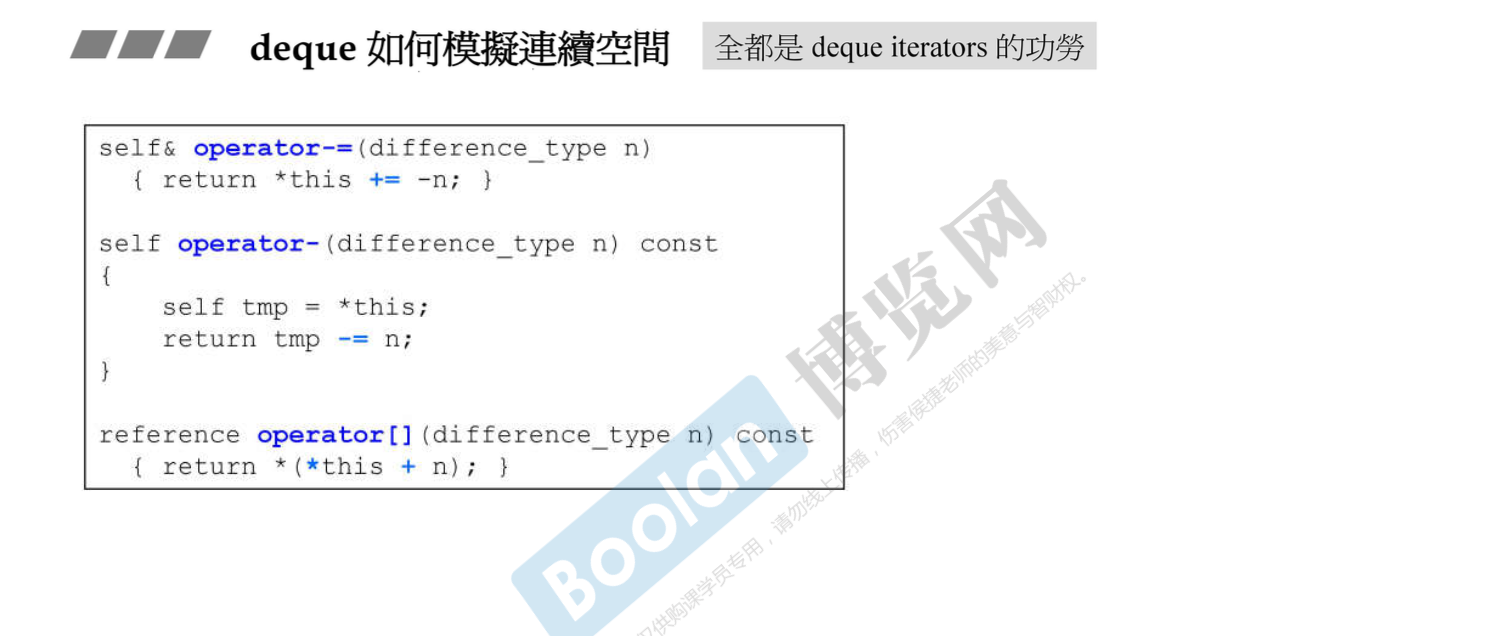 deque 如何模擬連續空間 全都是 deque iterators 的功勞
self& operator-=(difference_type n)
{ return *this += -n; }
self operator-(difference_type n) const
{
self tmp = *this;
return tmp -= n;
}
reference operator[](difference_type n) const
{ return *(*this + n); }
Boolan 博览网
仅供购课学员专用，请勿线上传播，伤害侯捷老师的美意与智财权。